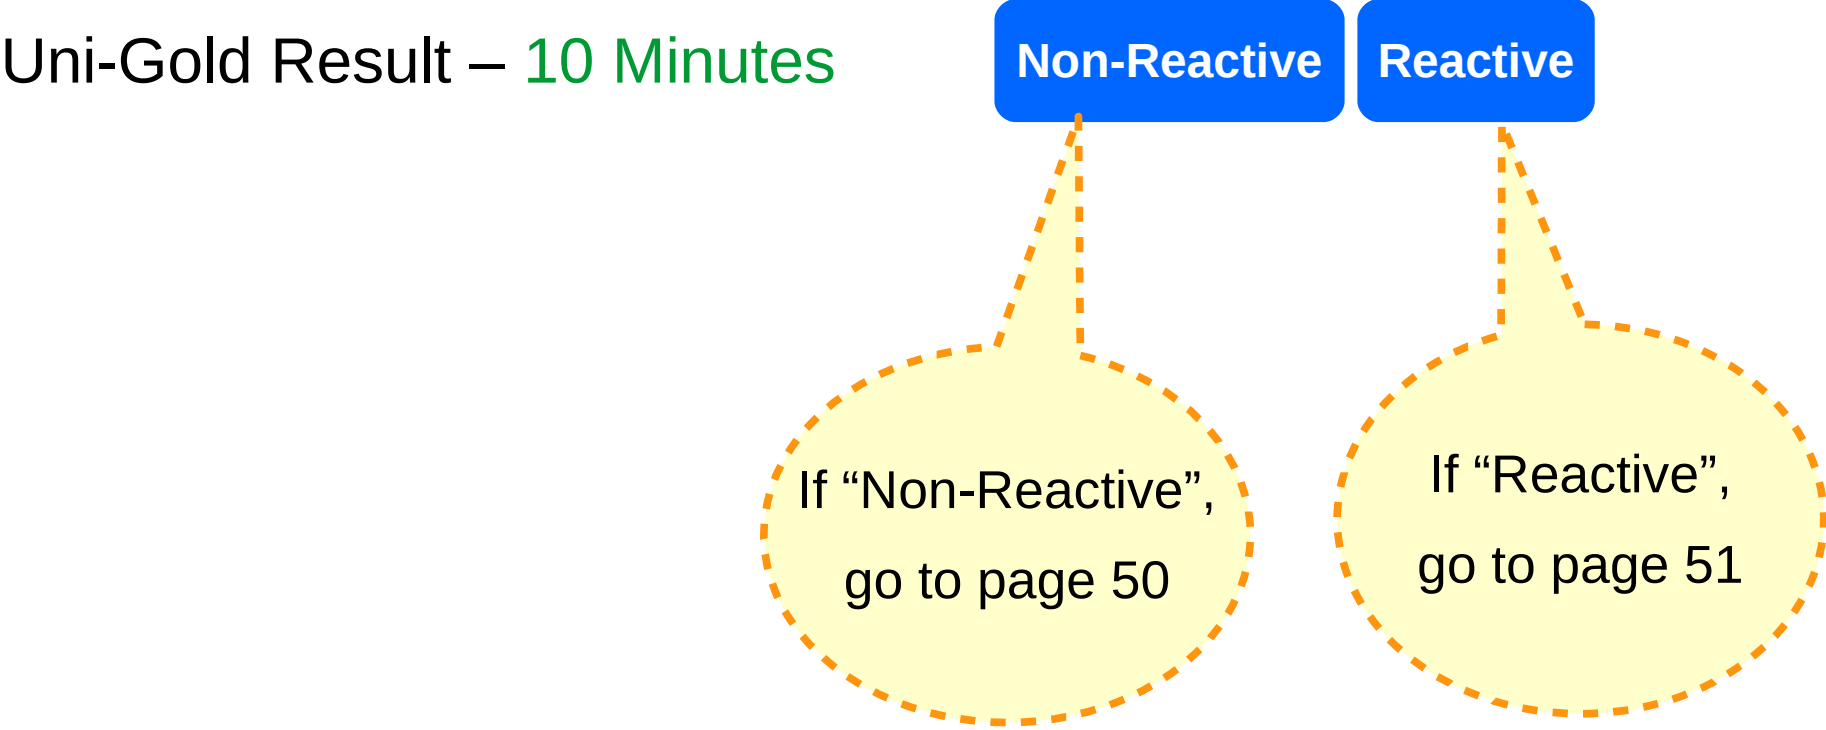 Uni-Gold Result – 10 Minutes
Non-Reactive
Reactive
If “Non-Reactive”,
go to page 50
If “Reactive”,
go to page 51